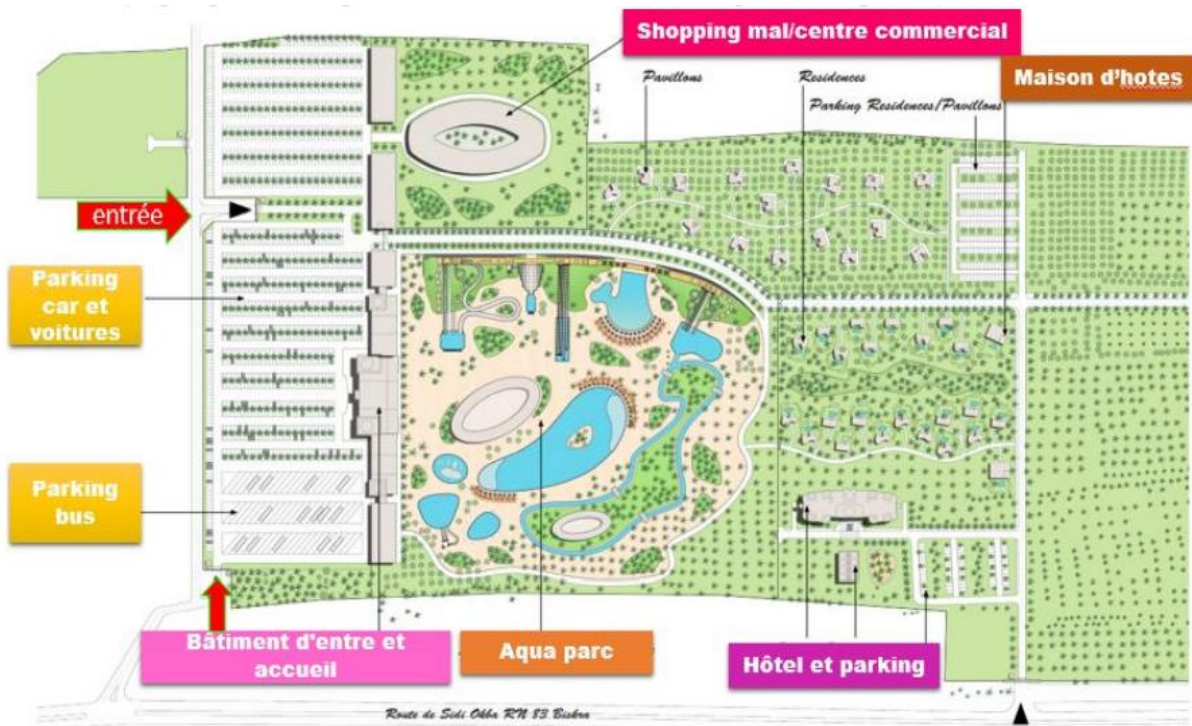 Shopping mal/centre commercial
Pavillons
Residences
Maison d'hotes
Parking Residences/Pavillons
entrée
Parking
car et
voitures
Parking
bus
Bâtiment d'entre et
accueil
Aqua parc
Hôtel et parking
Route de Sidi Okba RN 83 Biskra